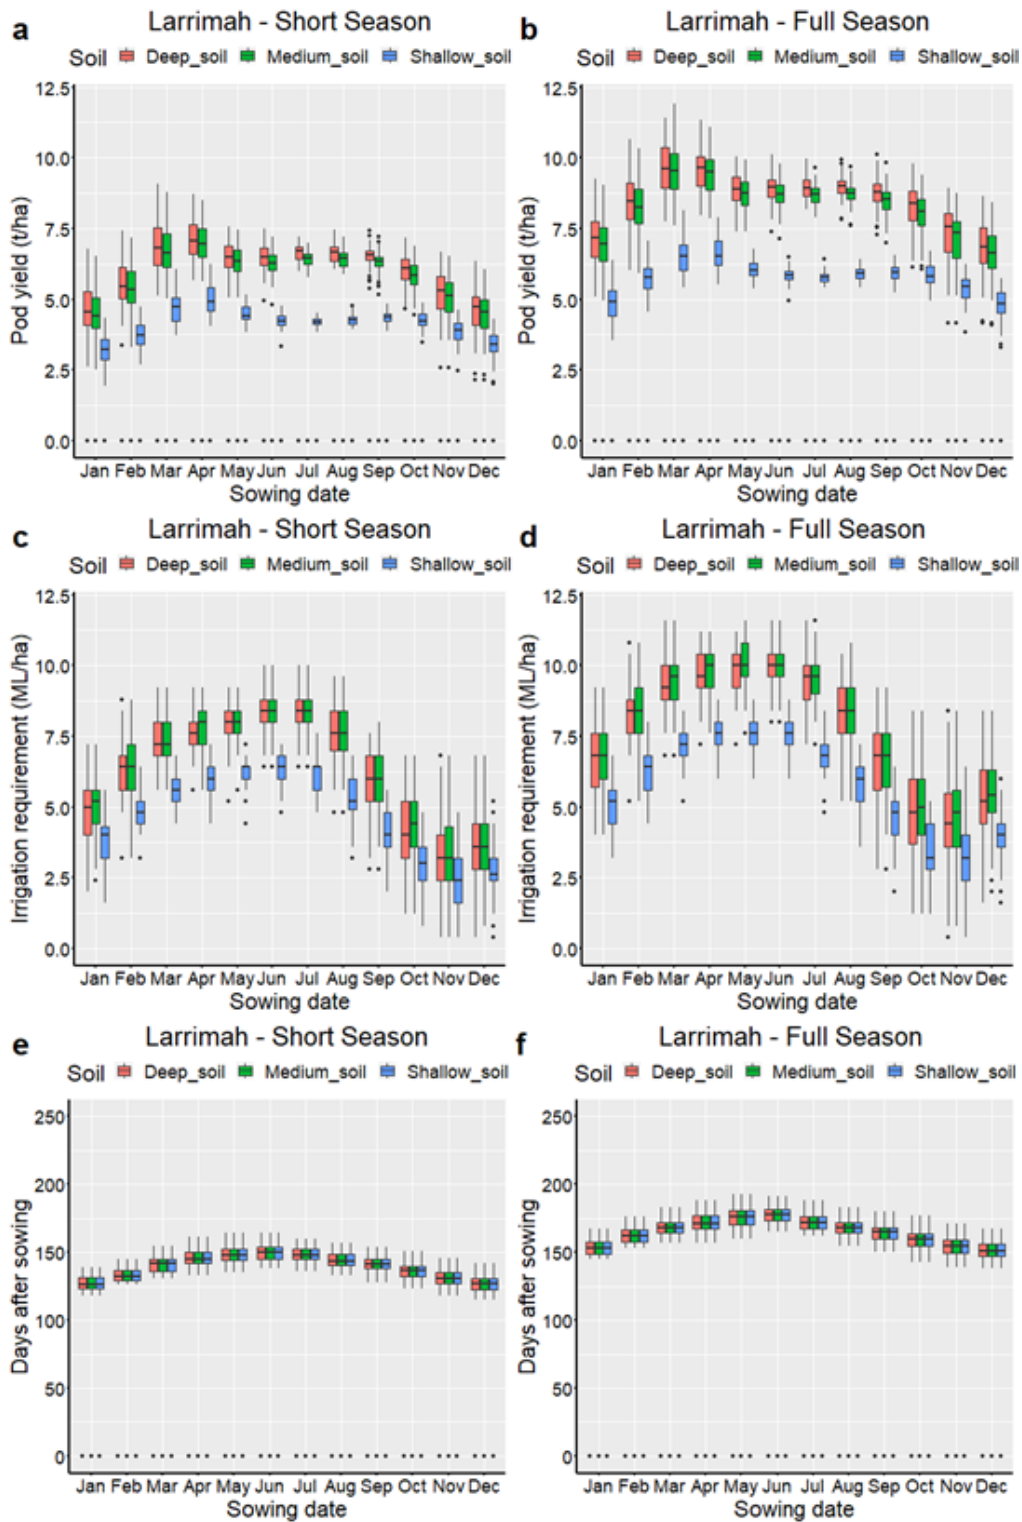 a Larrimah - Short Season
Soil Deep_soil Medium_soil Shallow_soil
Pod yield (t/ha)
12.5
10.0
7.5
5.0
2.5
0.0
Jan Feb Mar Apr May Jun Jul Aug Sep Oct Nov Dec
Sowing date
b Larrimah - Full Season
Soil Deep_soil Medium_soil Shallow_soil
Pod yield (t/ha)
12.5
10.0
7.5
5.0
2.5
0.0
Jan Feb Mar Apr May Jun Jul Aug Sep Oct Nov Dec
Sowing date
c Larrimah - Short Season
Soil Deep_soil Medium_soil Shallow_soil
Irrigation requirement (ML/ha)
12.5
10.0
7.5
5.0
2.5
0.0
Jan Feb Mar Apr May Jun Jul Aug Sep Oct Nov Dec
Sowing date
d Larrimah - Full Season
Soil Deep_soil Medium_soil Shallow_soil
Irrigation requirement (ML/ha)
12.5
10.0
7.5
5.0
2.5
0.0
Jan Feb Mar Apr May Jun Jul Aug Sep Oct Nov Dec
Sowing date
e Larrimah - Short Season
Soil Deep_soil Medium_soil Shallow_soil
Days after sowing
250
200
150
100
50
0
Jan Feb Mar Apr May Jun Jul Aug Sep Oct Nov Dec
Sowing date
f Larrimah - Full Season
Soil Deep_soil Medium_soil Shallow_soil
Days after sowing
250
200
150
100
50
0
Jan Feb Mar Apr May Jun Jul Aug Sep Oct Nov Dec
Sowing date